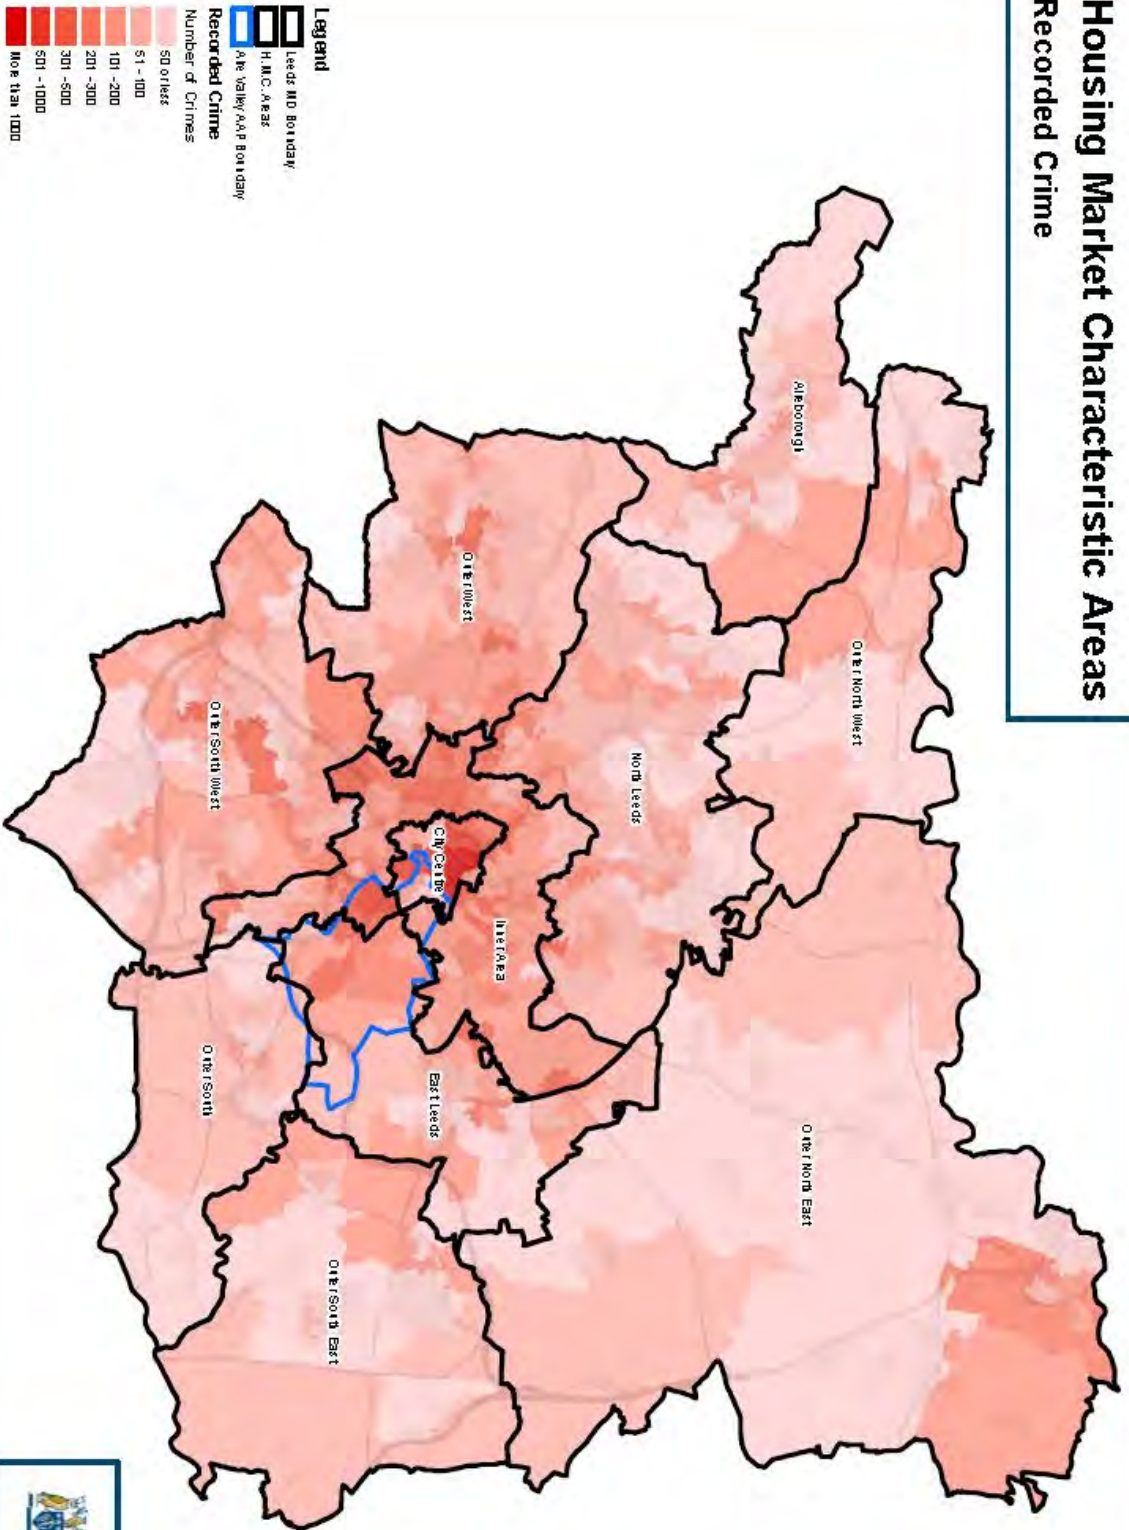 Housing Market Characteristic Areas
Recorded Crime
Aireborough
Outer North West
Outer West
North Leeds
Outer South West
City Centre
Inner Area
Outer North East
East Leeds
Outer South
Outer South East
Legend
Leeds MD Boundary
H.M.C. Areas
Aire Valley AAP Boundary
Recorded Crime
Number of Crimes
50 or less
51 - 100
101 - 200
201 - 300
301 - 500
501 - 1000
More than 1000